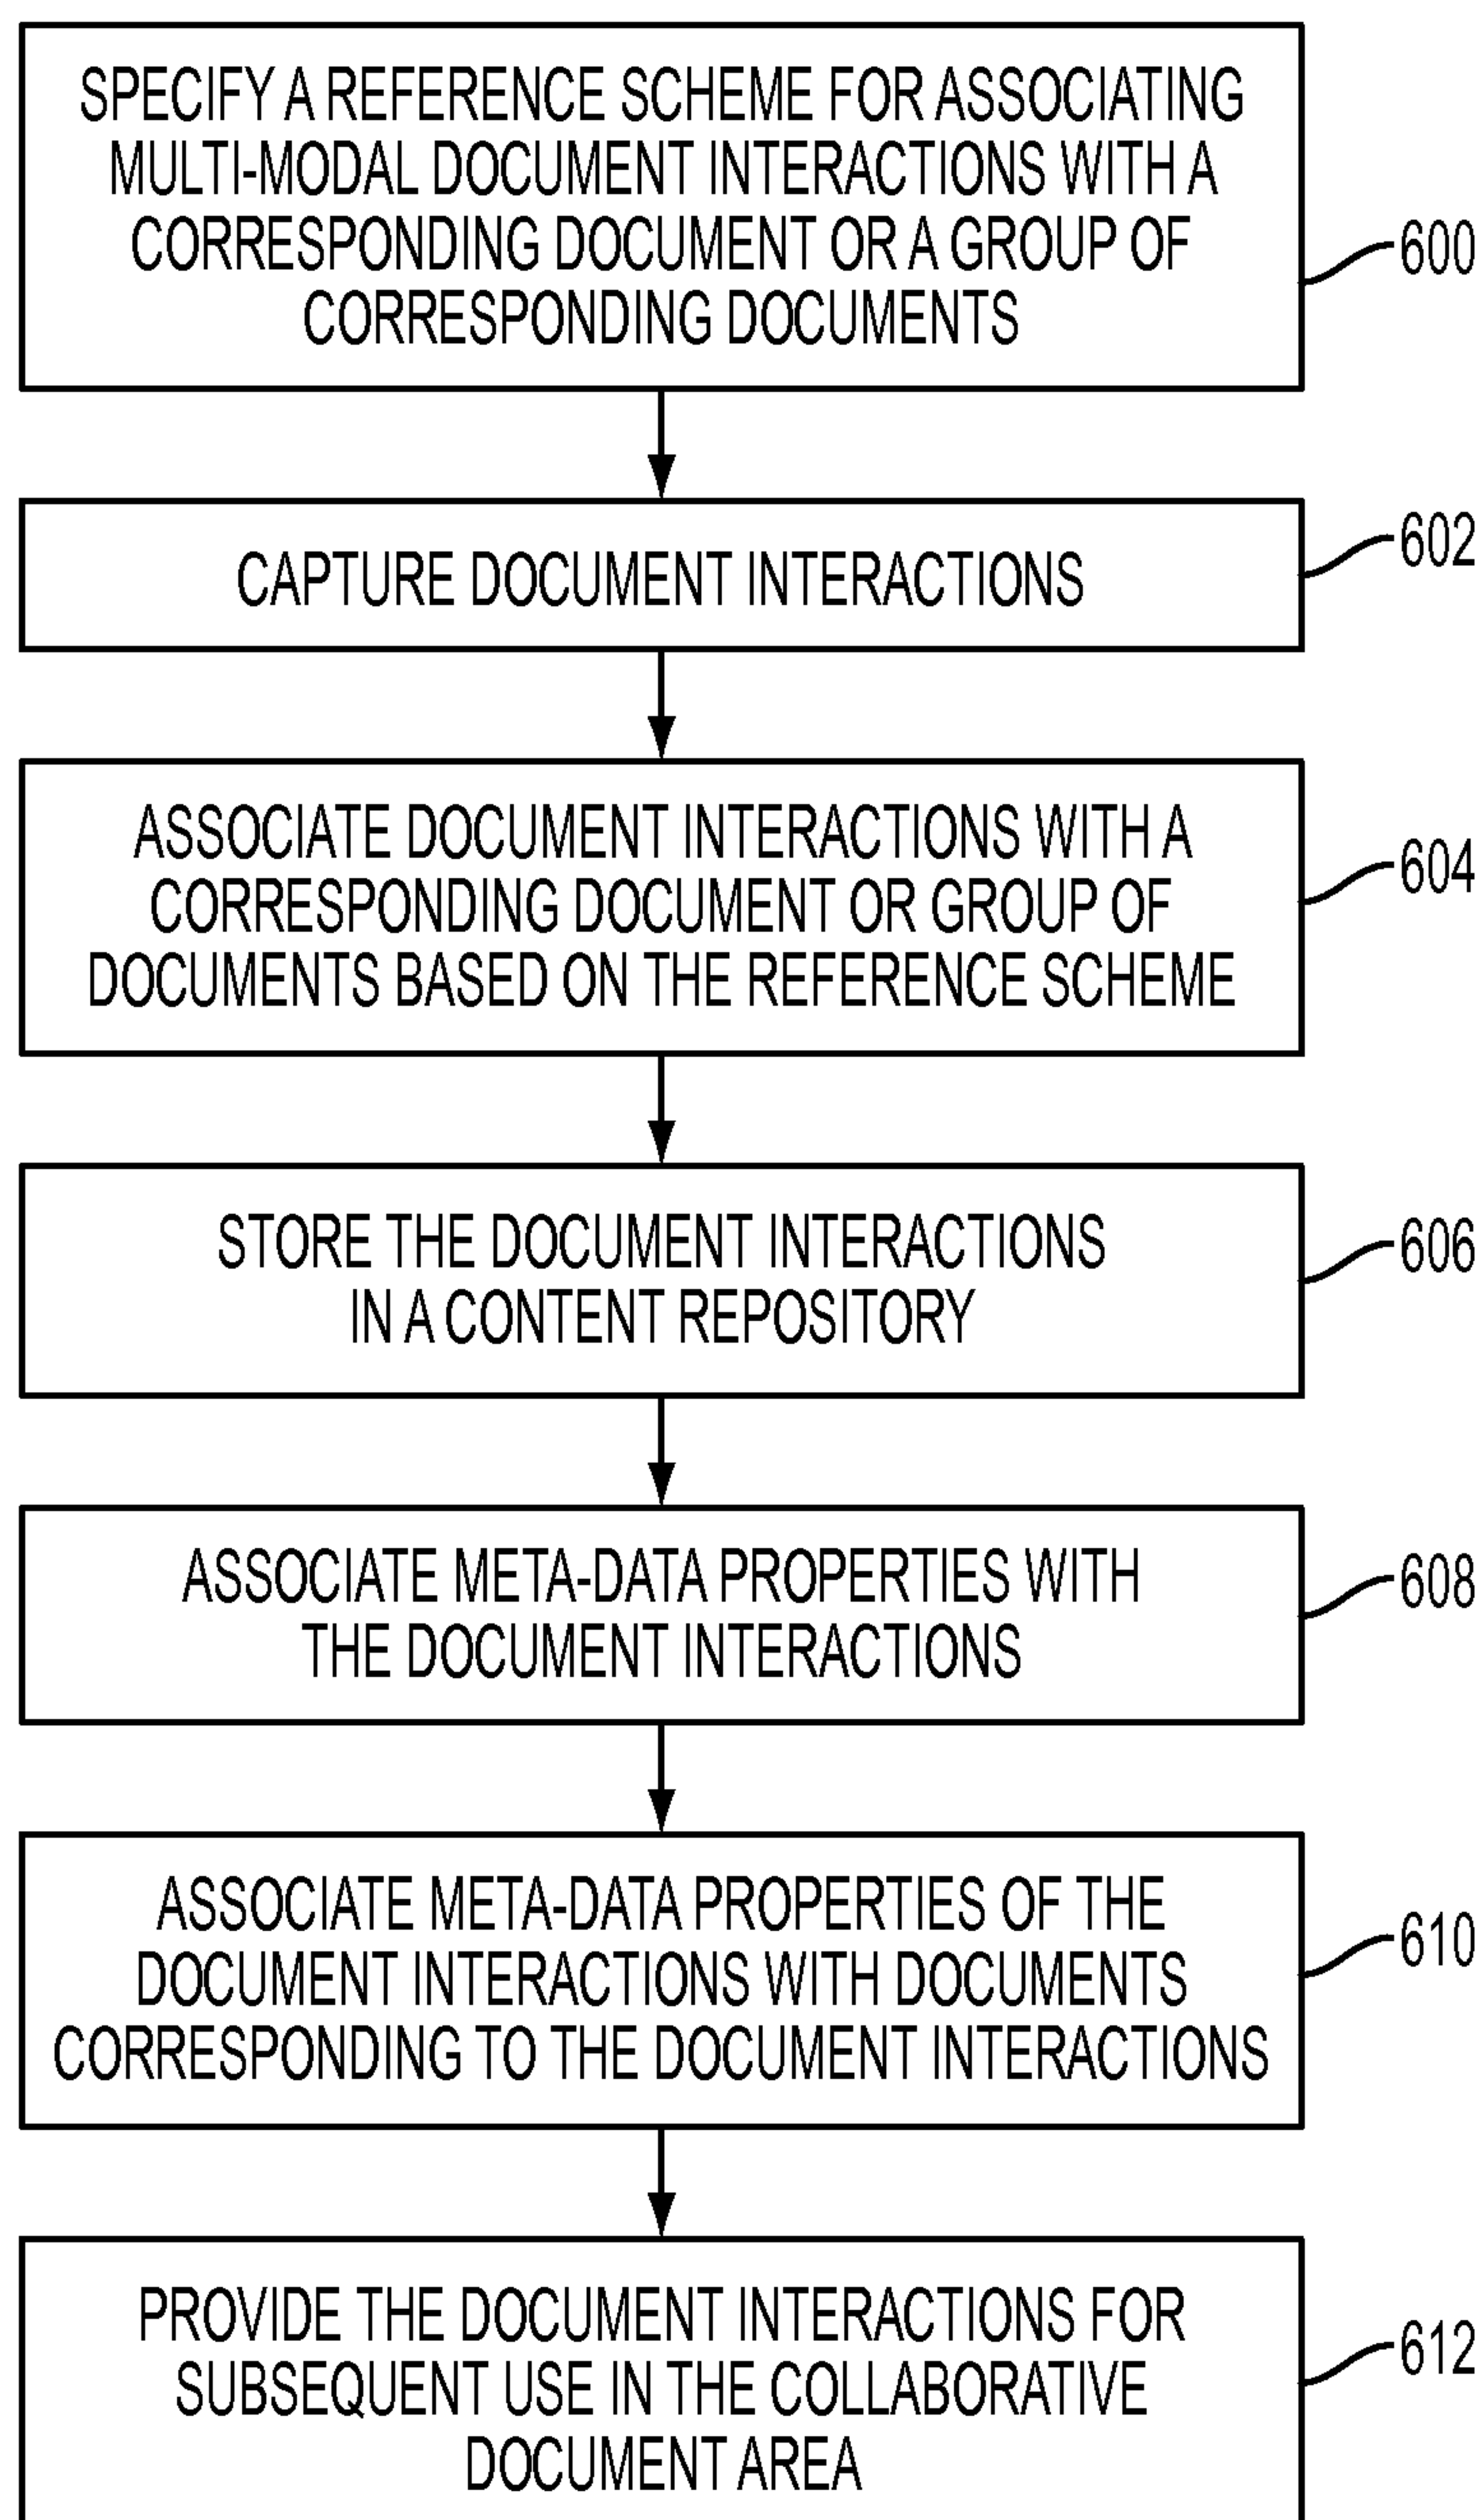 SPECIFY A REFERENCE SCHEME FOR ASSOCIATING
MULTI-MODAL DOCUMENT INTERACTIONS WITH A
CORRESPONDING DOCUMENT OR A GROUP OF
CORRESPONDING DOCUMENTS
600
CAPTURE DOCUMENT INTERACTIONS
602
ASSOCIATE DOCUMENT INTERACTIONS WITH A
CORRESPONDING DOCUMENT OR GROUP OF
DOCUMENTS BASED ON THE REFERENCE SCHEME
604
STORE THE DOCUMENT INTERACTIONS
IN A CONTENT REPOSITORY
606
ASSOCIATE META-DATA PROPERTIES WITH
THE DOCUMENT INTERACTIONS
608
ASSOCIATE META-DATA PROPERTIES OF THE
DOCUMENT INTERACTIONS WITH DOCUMENTS
CORRESPONDING TO THE DOCUMENT INTERACTIONS
610
PROVIDE THE DOCUMENT INTERACTIONS FOR
SUBSEQUENT USE IN THE COLLABORATIVE
DOCUMENT AREA
612